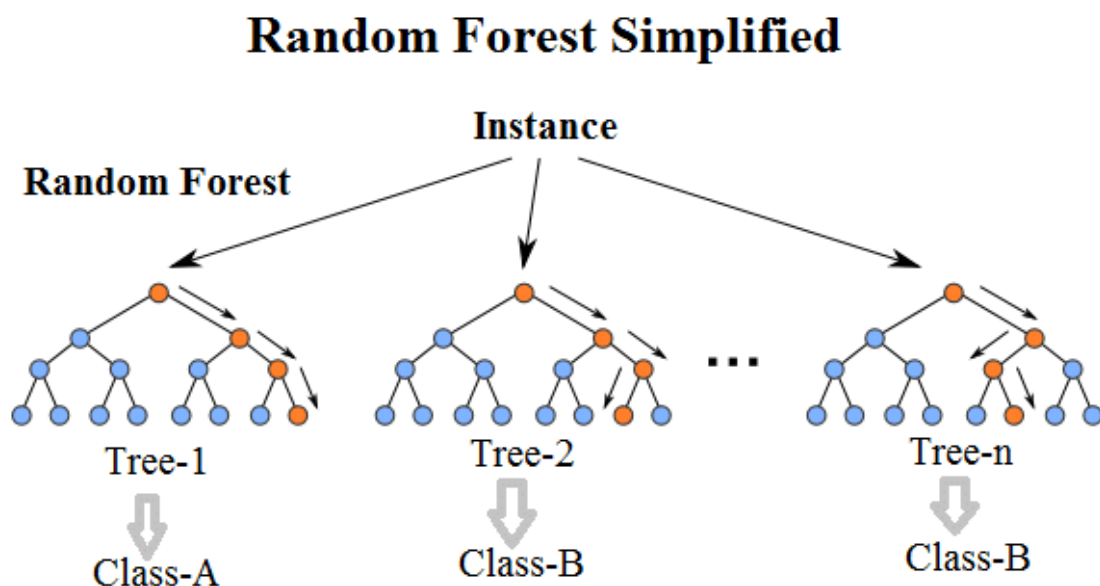 Random Forest Simplified
Instance
Random Forest
...
Tree-1
Tree-2
Tree-n
Class-A
Class-B
Class-B